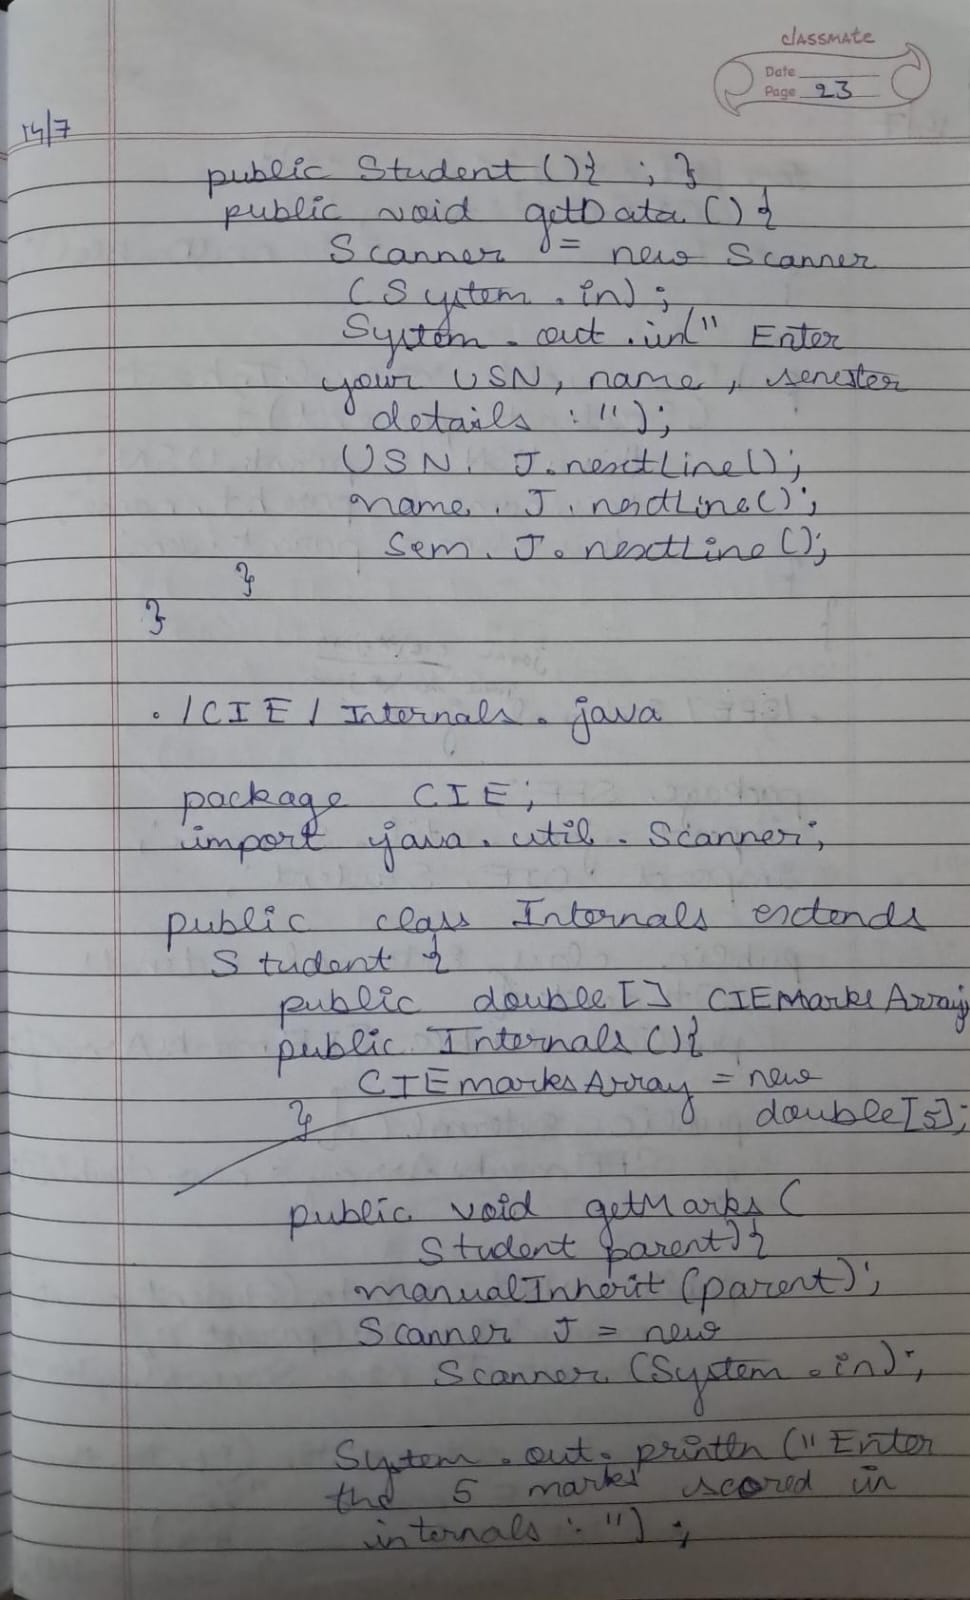 classmate
Date
Page 23
14/7
public Student (){ ; }
public void getData (){
Scanner = new Scanner
(System . in) ;
System . out . in(" Enter
your USN, name, semester
details : ");
USN. J. nextLine();
name. J. nextLine();
Sem. J. nextLine();
}
}
. /CIE/ Internals . java
package CIE;
import java . util . Scanner;
public class Internals extends
Student {
public double[] CIEMarksArray
public Internals (){
CIEmarksArray = new
} double[5];
public void getMarks (
Student parent){
manualInherit (parent);
Scanner J = new
Scanner (System . in);
System . out . println (" Enter
the 5 marks scored in
internals : ") ;